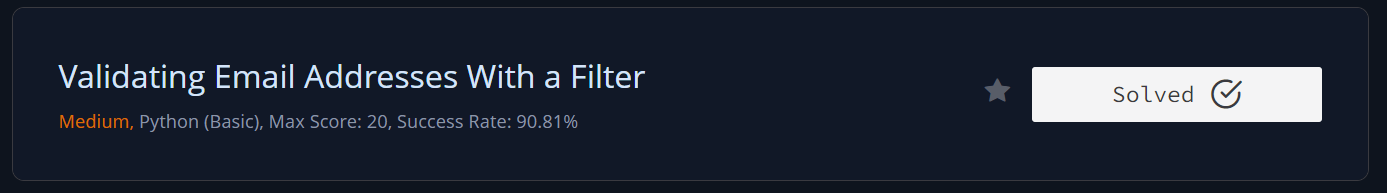 Validating Email Addresses With a Filter
Solved
Medium, Python (Basic), Max Score: 20, Success Rate: 90.81%